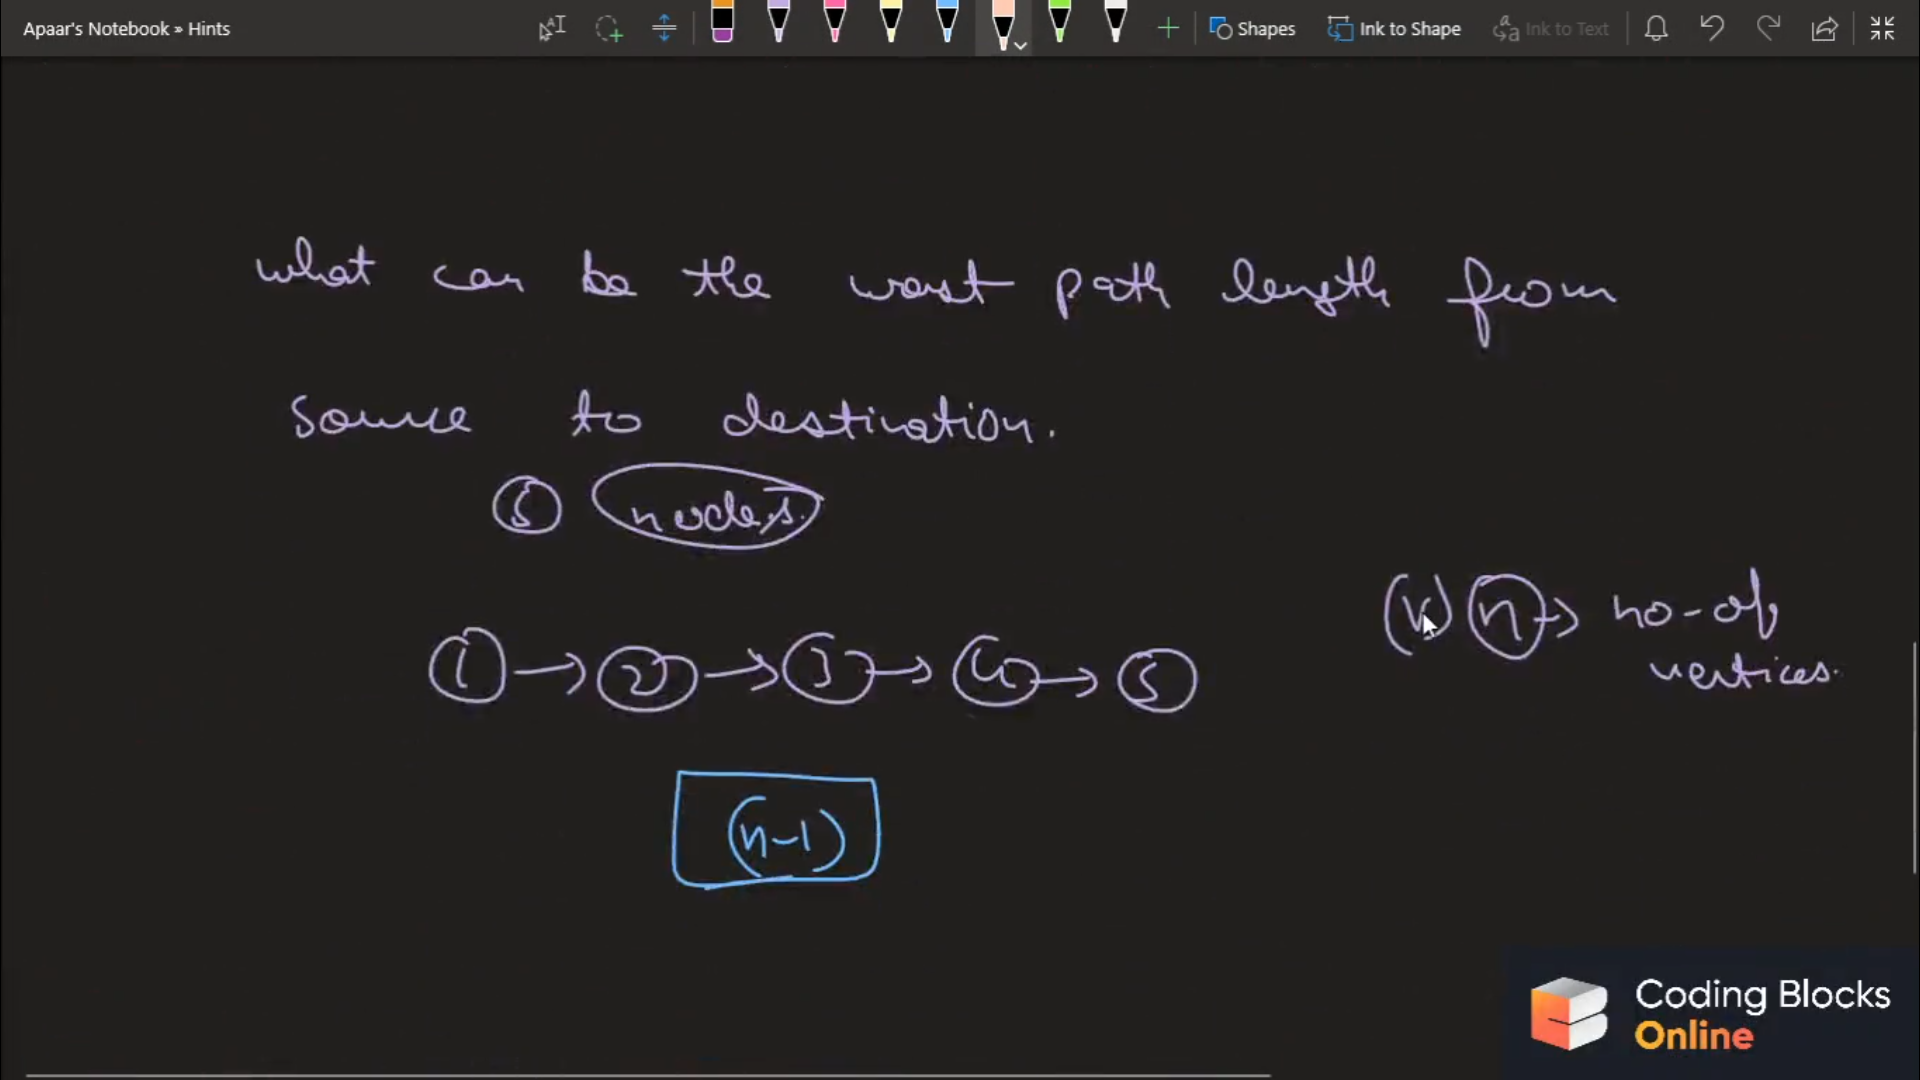 Apaar's Notebook » Hints
Shapes
Ink to Shape
Ink to Text
what can be the worst path length from
source to destination.
5 nodes.
(v) n → no-of
vertices.
1 → 2 → 3 → 4 → 5
(n-1)
Coding Blocks
Online